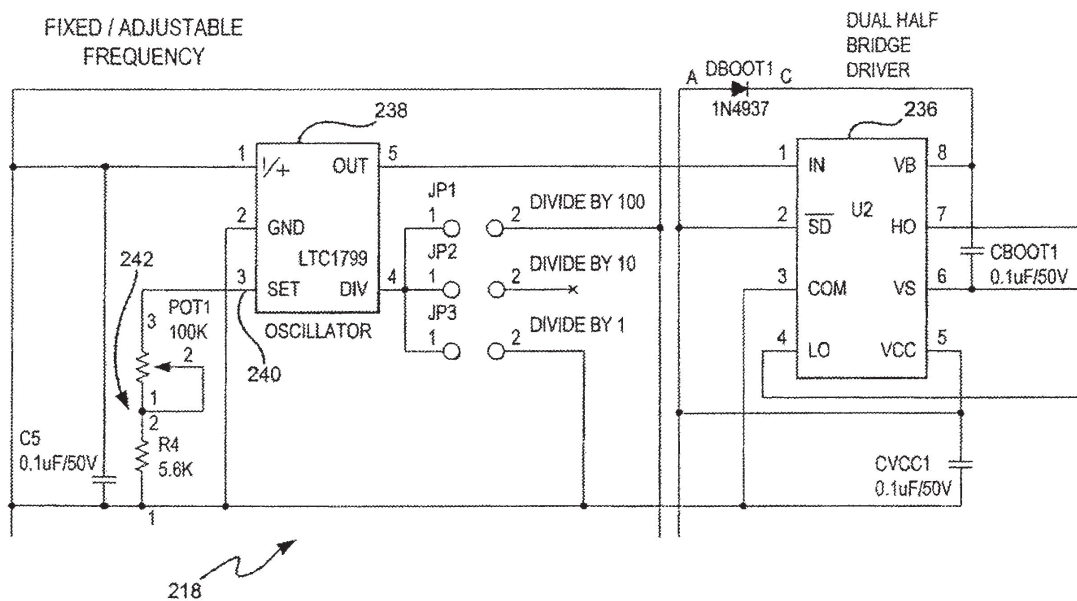 FIXED / ADJUSTABLE
FREQUENCY
DUAL HALF
BRIDGE
DRIVER
A DBOOT1 C
1N4937
238
236
1 I/+ OUT 5
1 IN VB 8
JP1
1 2 DIVIDE BY 100
2 GND
2 SD U2 HO 7
JP2
LTC1799
CBOOT1
0.1uF/50V
242
3 SET DIV 4
1 2 DIVIDE BY 10
3 COM VS 6
POT1
100K
3
2
1
OSCILLATOR
240
JP3
1 2 DIVIDE BY 1
4 LO VCC 5
2
R4
5.6K
C5
0.1uF/50V
CVCC1
0.1uF/50V
1
218